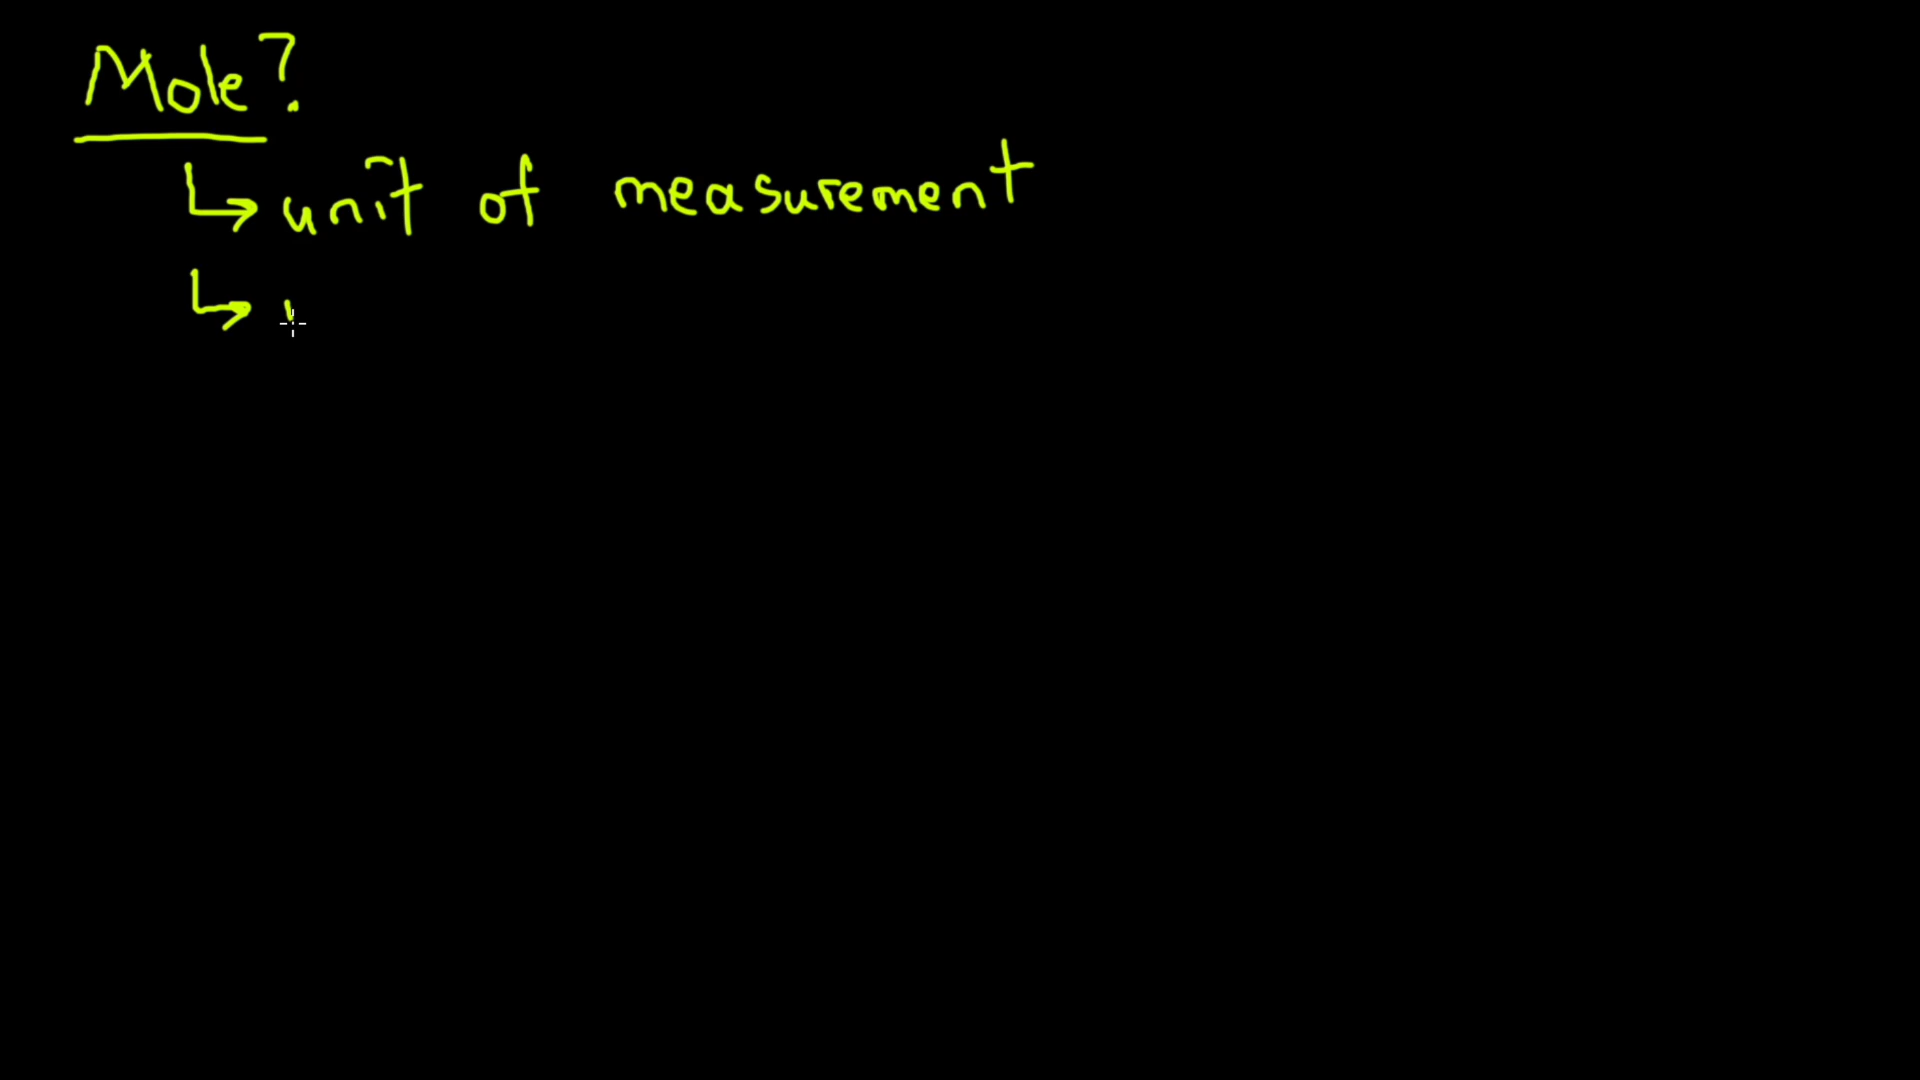 Mole?
↳ unit of measurement
↳